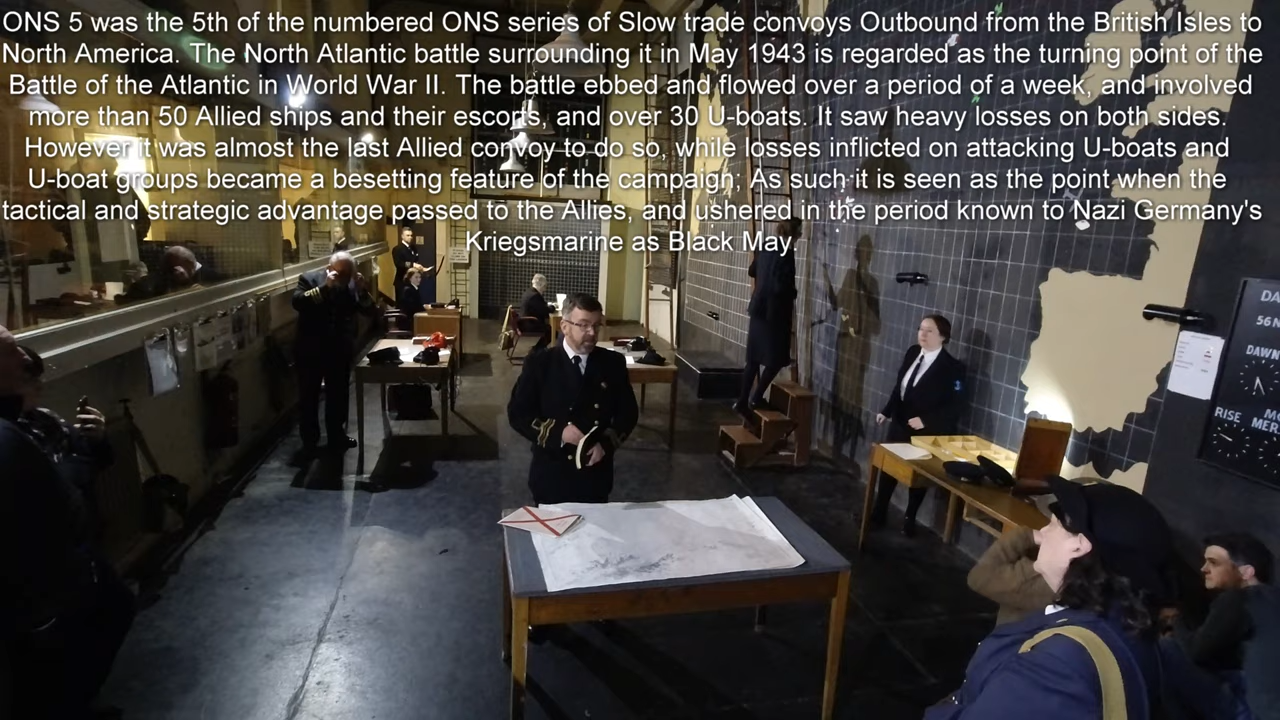 ONS 5 was the 5th of the numbered ONS series of Slow trade convoys Outbound from the British Isles to
North America. The North Atlantic battle surrounding it in May 1943 is regarded as the turning point of the
Battle of the Atlantic in World War II. The battle ebbed and flowed over a period of a week, and involved
more than 50 Allied ships and their escorts, and over 30 U-boats. It saw heavy losses on both sides.
However it was almost the last Allied convoy to do so, while losses inflicted on attacking U-boats and
U-boat groups became a besetting feature of the campaign; As such it is seen as the point when the
tactical and strategic advantage passed to the Allies, and ushered in the period known to Nazi Germany's
Kriegsmarine as Black May.
DA
56 N
DAWN
RISE
MO
MER